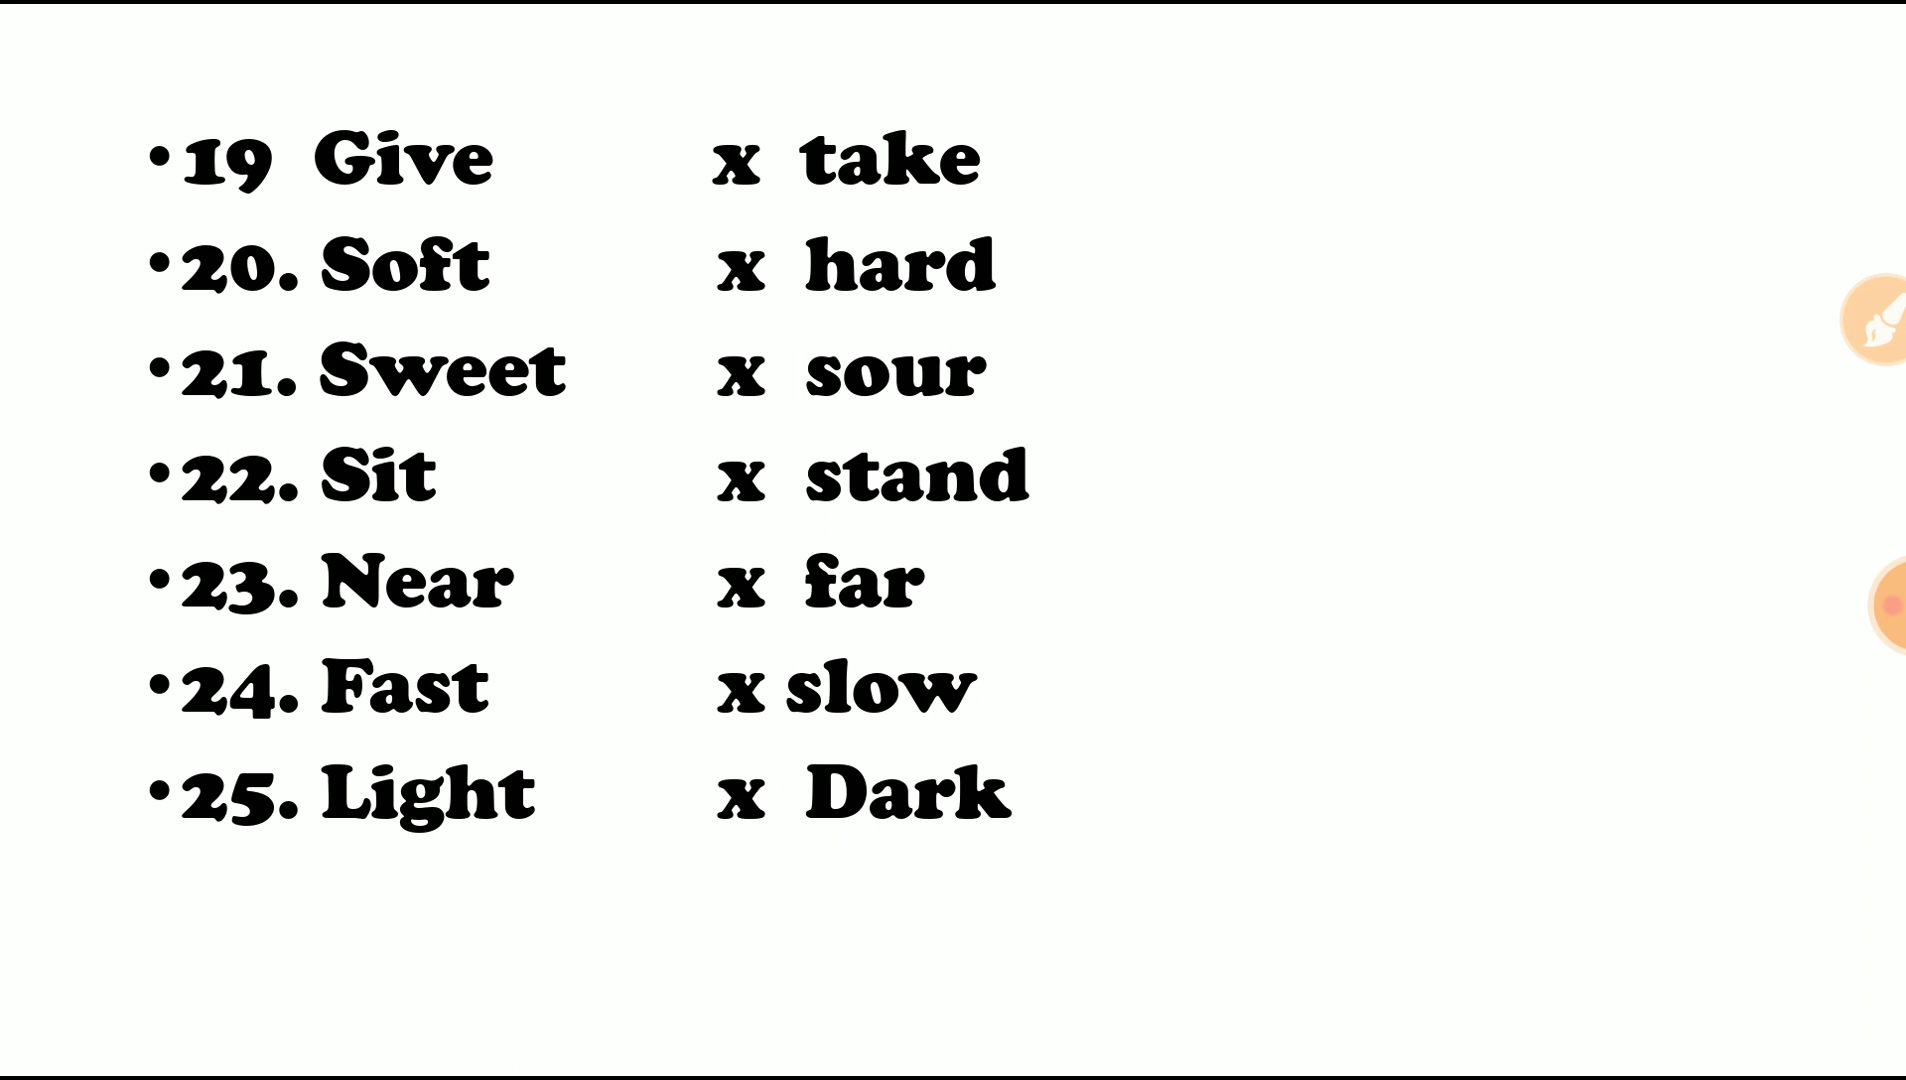 • 19 Give x take
• 20. Soft x hard
• 21. Sweet x sour
• 22. Sit x stand
• 23. Near x far
• 24. Fast x slow
• 25. Light x Dark